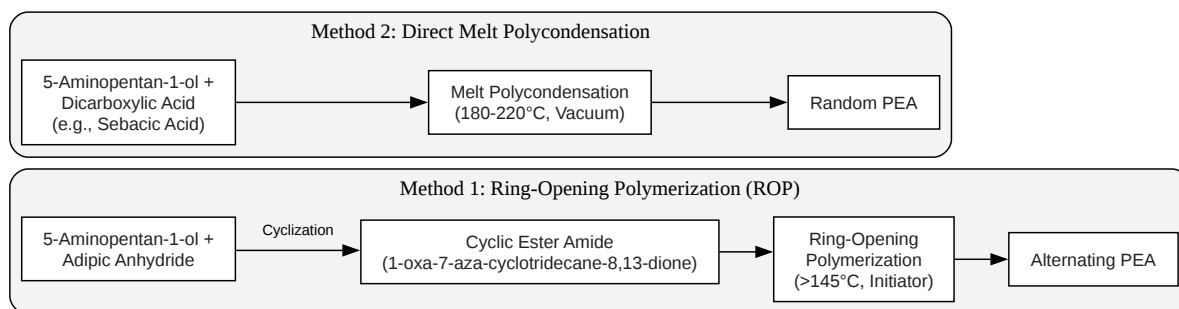 Method 2: Direct Melt Polycondensation
5-Aminopentan-1-ol +
Dicarboxylic Acid
(e.g., Sebacic Acid)
Melt Polycondensation
(180-220°C, Vacuum)
Random PEA
Method 1: Ring-Opening Polymerization (ROP)
5-Aminopentan-1-ol +
Adipic Anhydride
Cyclization
Cyclic Ester Amide
(1-oxa-7-aza-cyclotridecane-8,13-dione)
Ring-Opening
Polymerization
(>145°C, Initiator)
Alternating PEA